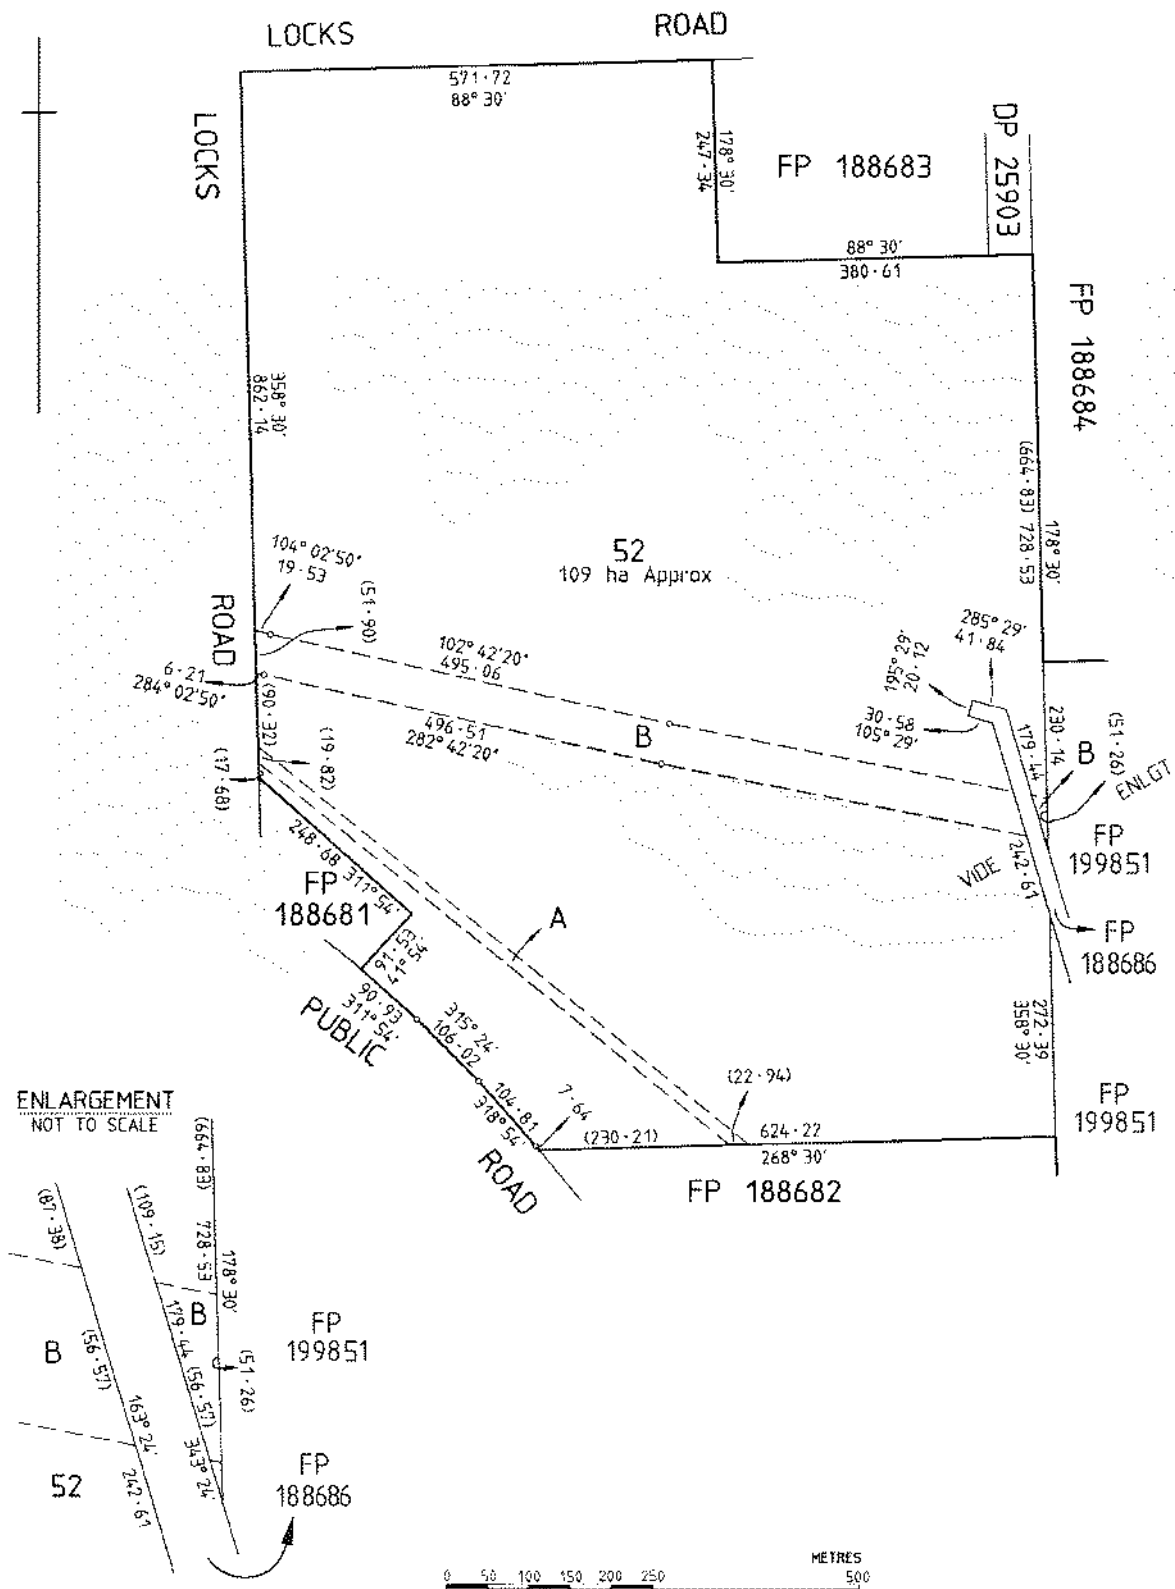 LOCKS ROAD
571·72
88° 30'
LOCKS
178° 30'
247·34
FP 188683
DP 25903
88° 30'
380·61
FP 188684
358° 30'
862·14
(664·83) 728·53
178° 30'
52
109 ha Approx
104° 02'50"
19·53
(51·90)
ROAD
102° 42'20"
495·06
285° 29'
41·84
195° 29'
20·12
6·21
284° 02'50"
30·58
105° 29'
(90·32)
496·51
282° 42'20"
B
179·44
230·14
B
(51·26)
ENLGT
(19·82)
(17·68)
FP
199851
248·68 311° 54'
242·61
VIDE
FP
188681
A
FP
188686
91·53
41° 54'
90·93
311° 54'
PUBLIC
315° 24'
106·02
272·39
358° 30'
104·81
318° 54'
7·64
(22·94)
FP
199851
(230·21)
624·22
268° 30'
ROAD
FP 188682
ENLARGEMENT
NOT TO SCALE
(87·38)
(109·15)
(664·83) 728·53
178° 30'
B
B
179·44 (56·57)
343° 24'
FP
199851
(51·26)
(56·57)
163° 24'
242·61
52
FP
188686
METRES
0 50 100 150 200 250 500